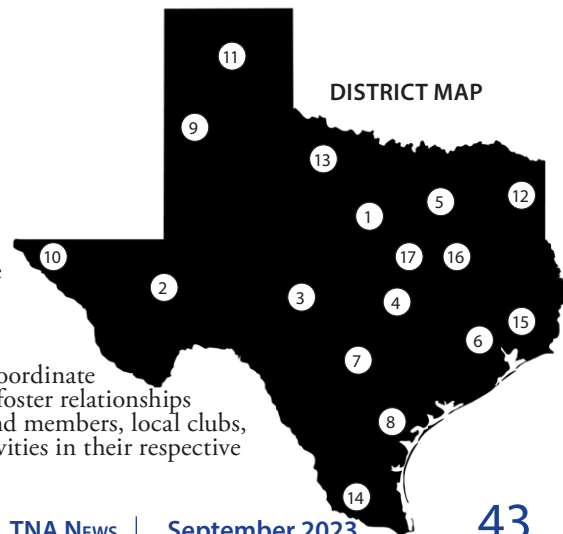 DISTRICT MAP
11
9
13
12
5
1
10
17
16
2
3
4
15
6
7
8
14
oordinate
foster relationships
nd members, local clubs,
vities in their respective
TNA News | September 2023 43